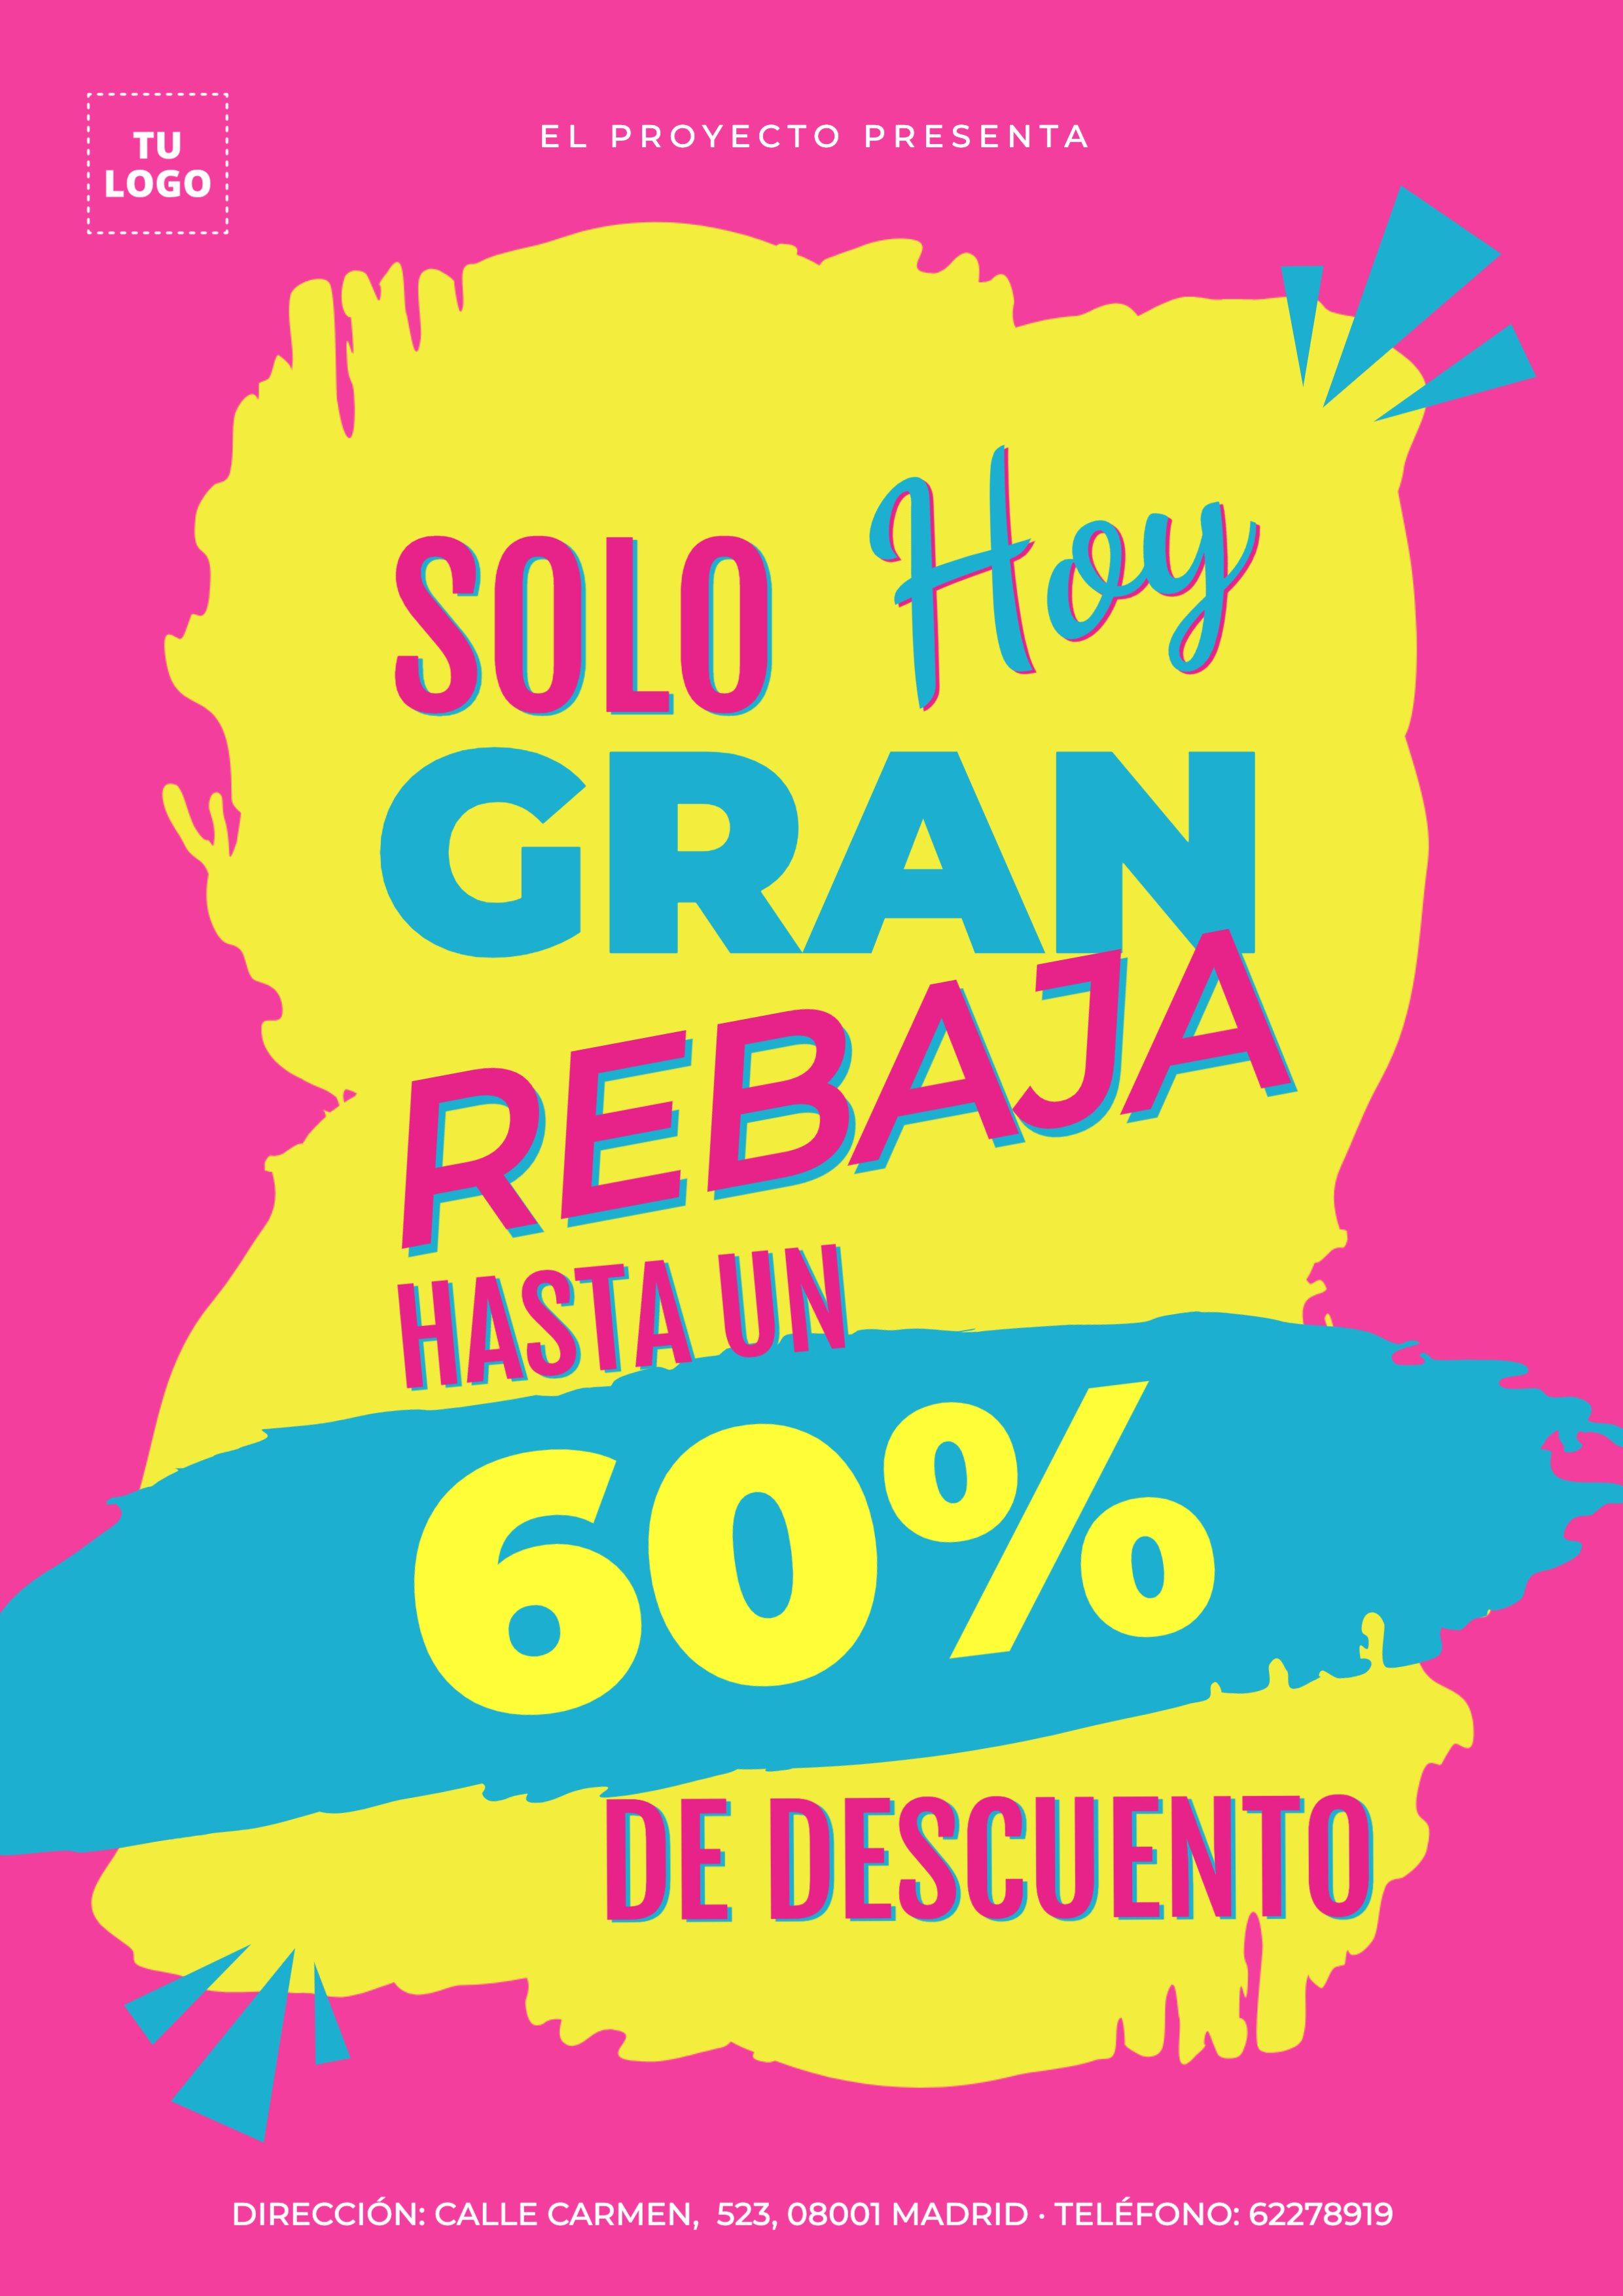 TU
LOGO
EL PROYECTO PRESENTA
SOLO Hoy
GRAN
REBAJA
HASTA UN
60%
DE DESCUENTO
DIRECCIÓN: CALLE CARMEN, 523, 08001 MADRID · TELÉFONO: 62278919